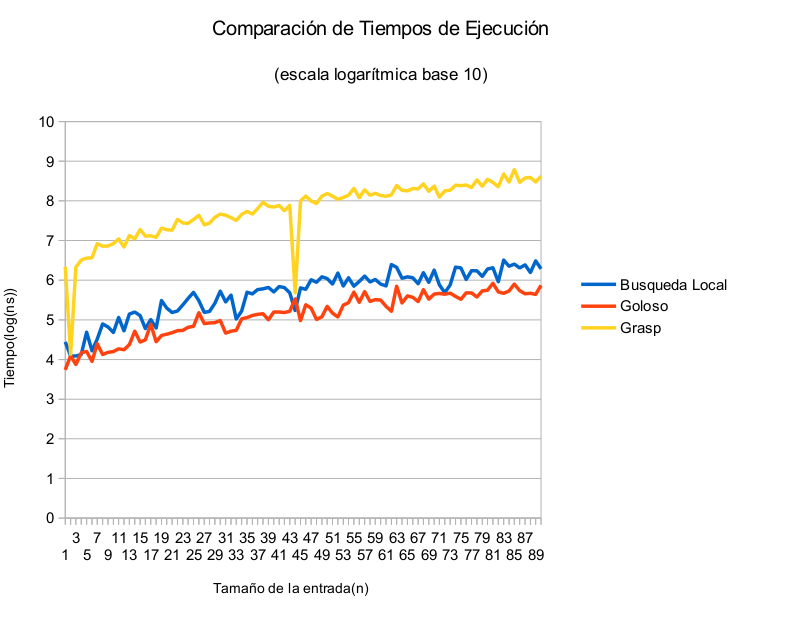 Comparación de Tiempos de Ejecución
(escala logarítmica base 10)
10
9
8
7
6
5
4
3
2
1
0
Tiempo(log(ns))
3 7 11 15 19 23 27 31 35 39 43 47 51 55 59 63 67 71 75 79 83 87
1 5 9 13 17 21 25 29 33 37 41 45 49 53 57 61 65 69 73 77 81 85 89
Tamaño de la entrada(n)
Busqueda Local
Goloso
Grasp